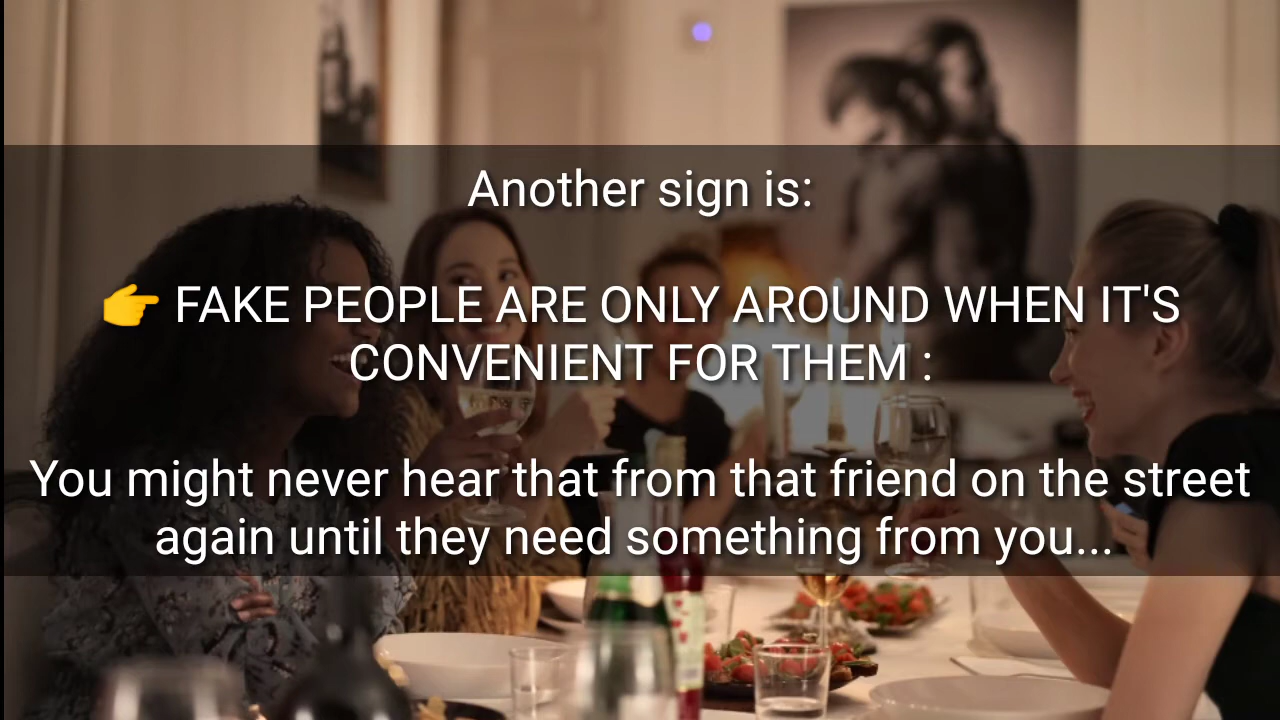 Another sign is:
👉 FAKE PEOPLE ARE ONLY AROUND WHEN IT'S
CONVENIENT FOR THEM :
You might never hear that from that friend on the street
again until they need something from you...